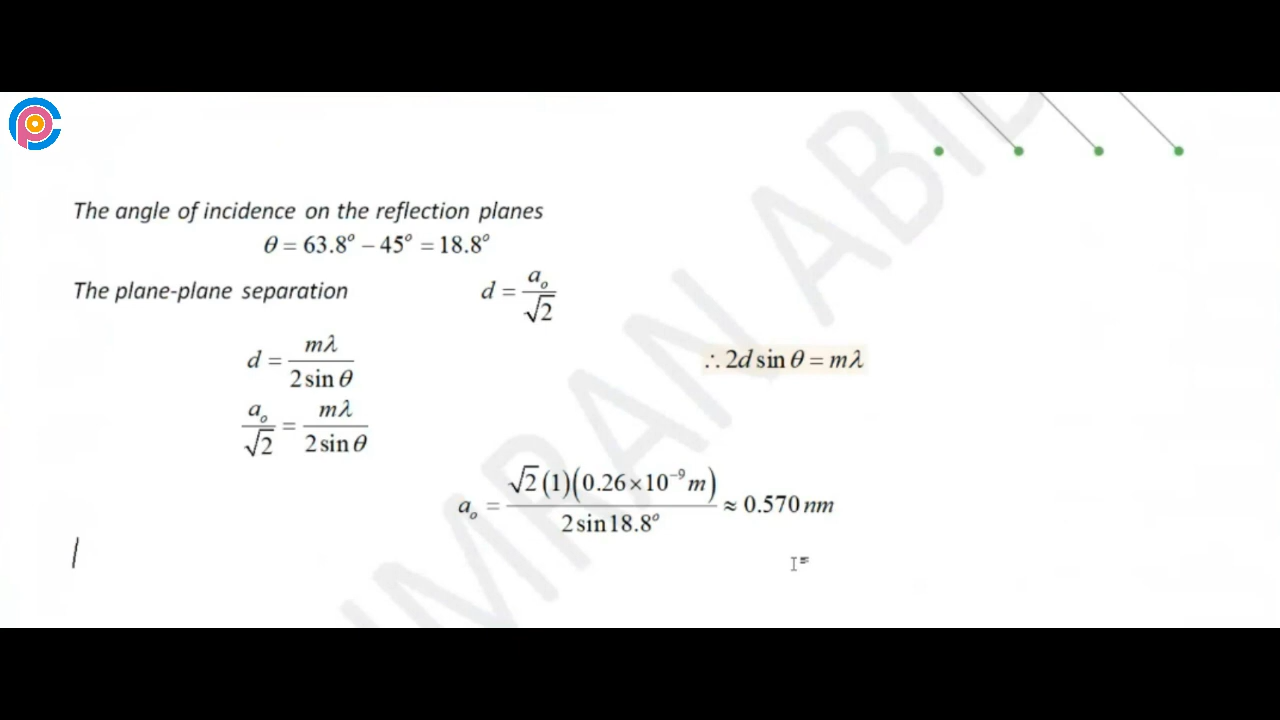 The angle of incidence on the reflection planes
θ = 63.8° − 45° = 18.8°
The plane-plane separation d = a₀/√2
d = mλ / 2 sin θ ∴ 2d sin θ = mλ
a₀/√2 = mλ / 2 sin θ
a₀ = √2 (1)(0.26×10⁻⁹ m) / 2 sin 18.8° ≈ 0.570 nm